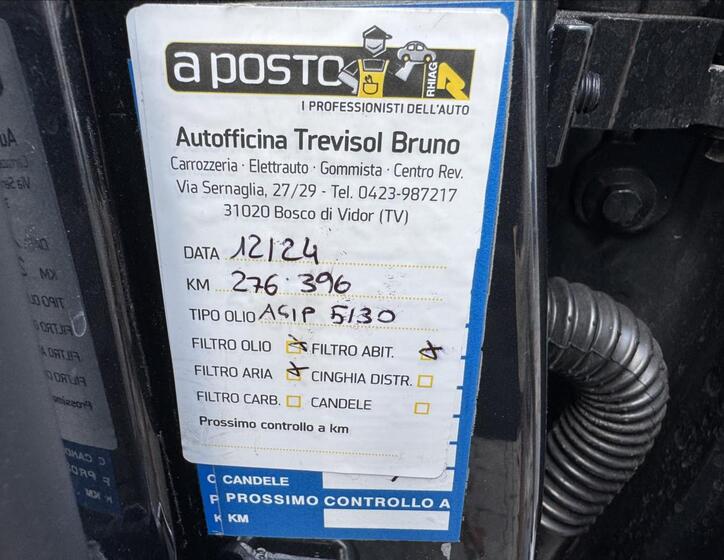 A POSTO
RHIAG
I PROFESSIONISTI DELL'AUTO
Autofficina Trevisol Bruno
Carrozzeria · Elettrauto · Gommista · Centro Rev.
Via Sernaglia, 27/29 - Tel. 0423-987217
31020 Bosco di Vidor (TV)
DATA 12/24
KM 276.396
TIPO OLIO AGIP 5/30
FILTRO OLIO FILTRO ABIT.
FILTRO ARIA CINGHIA DISTR.
FILTRO CARB. CANDELE
Prossimo controllo a km
C CANDELE
P PROSSIMO CONTROLLO A
K KM